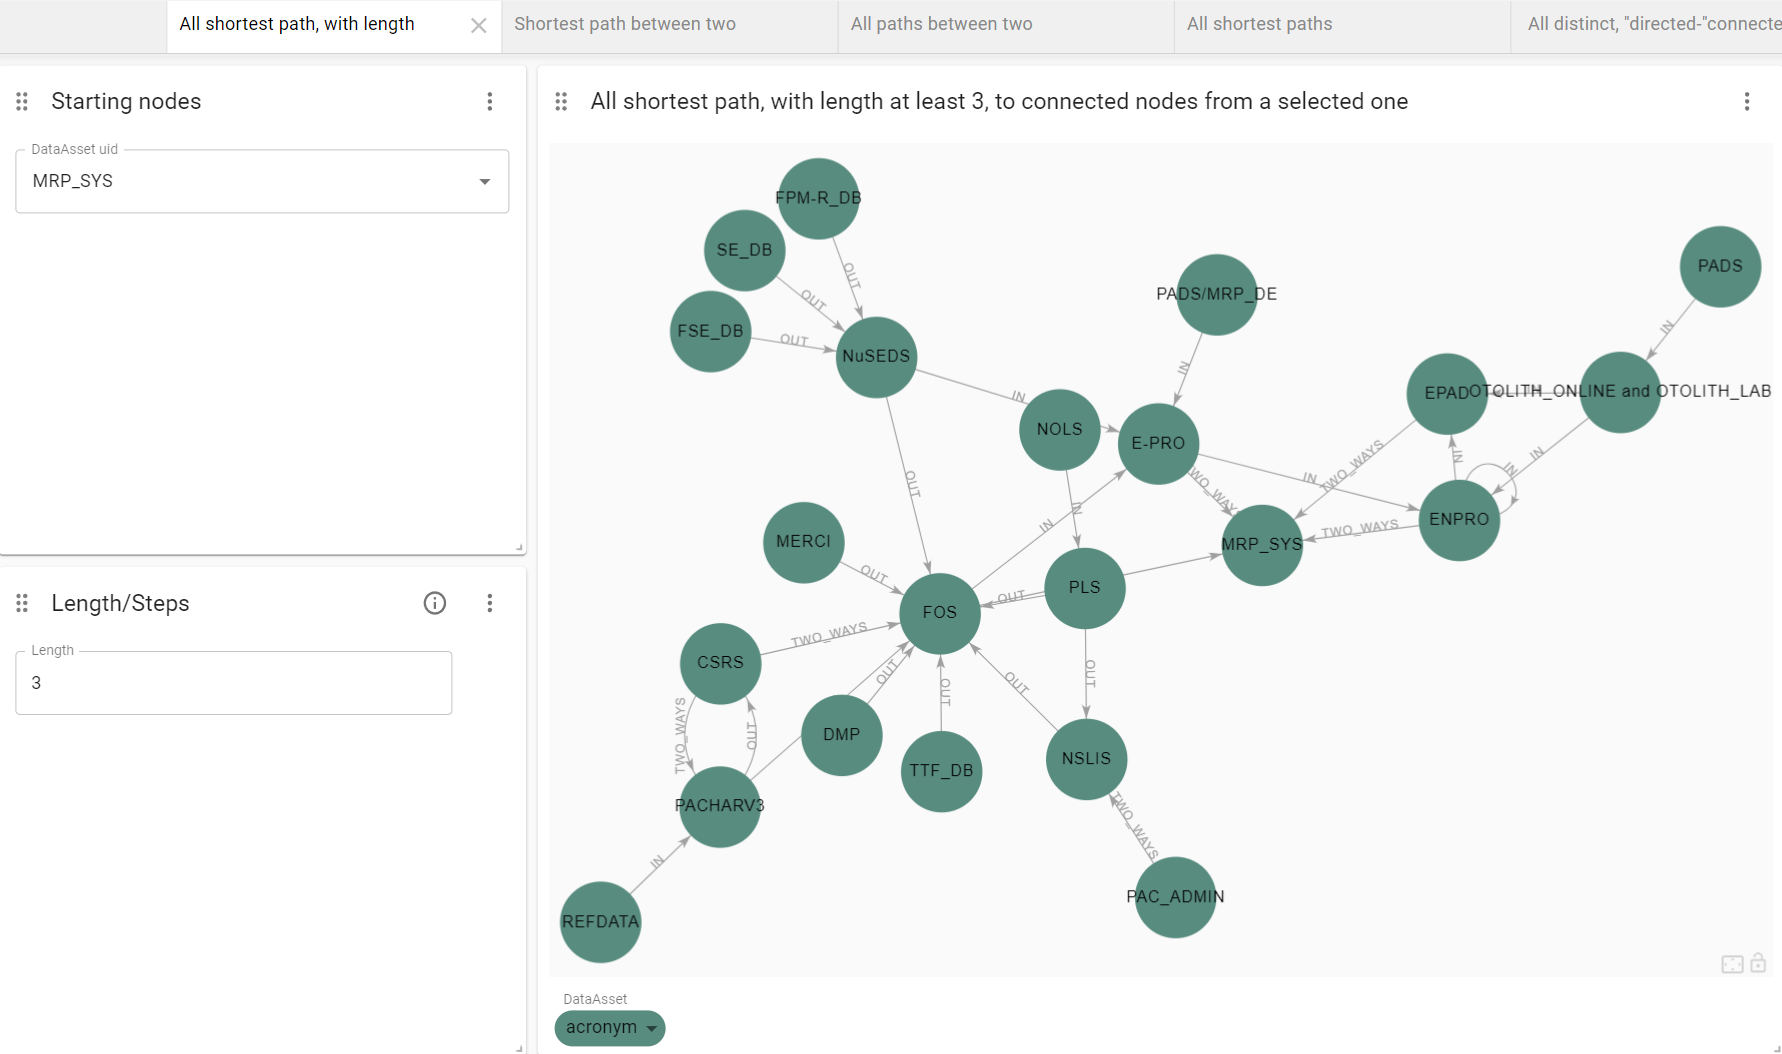 All shortest path, with length
Shortest path between two
All paths between two
All shortest paths
All distinct, "directed-"connecte
Starting nodes
DataAsset uid
MRP_SYS
Length/Steps
Length
3
All shortest path, with length at least 3, to connected nodes from a selected one
FPM-R_DB
SE_DB
OUT
PADS
PADS/MRP_DE
OUT
FSE_DB
OUT
IN
NuSEDS
IN
IN
EPAD
OTOLITH_ONLINE and OTOLITH_LAB
NOLS
E-PRO
TWO_WAYS
IN
IN
IN
OUT
IN
WO_WAYS
IN
IN
ENPRO
TWO_WAYS
MERCI
MRP_SYS
OUT
PLS
OUT
FOS
TWO_WAYS
CSRS
OUT
OUT
OUT
OUT
TWO_WAYS
OUT
DMP
TTF_DB
NSLIS
PACHARV3
TWO_WAYS
IN
PAC_ADMIN
REFDATA
DataAsset
acronym